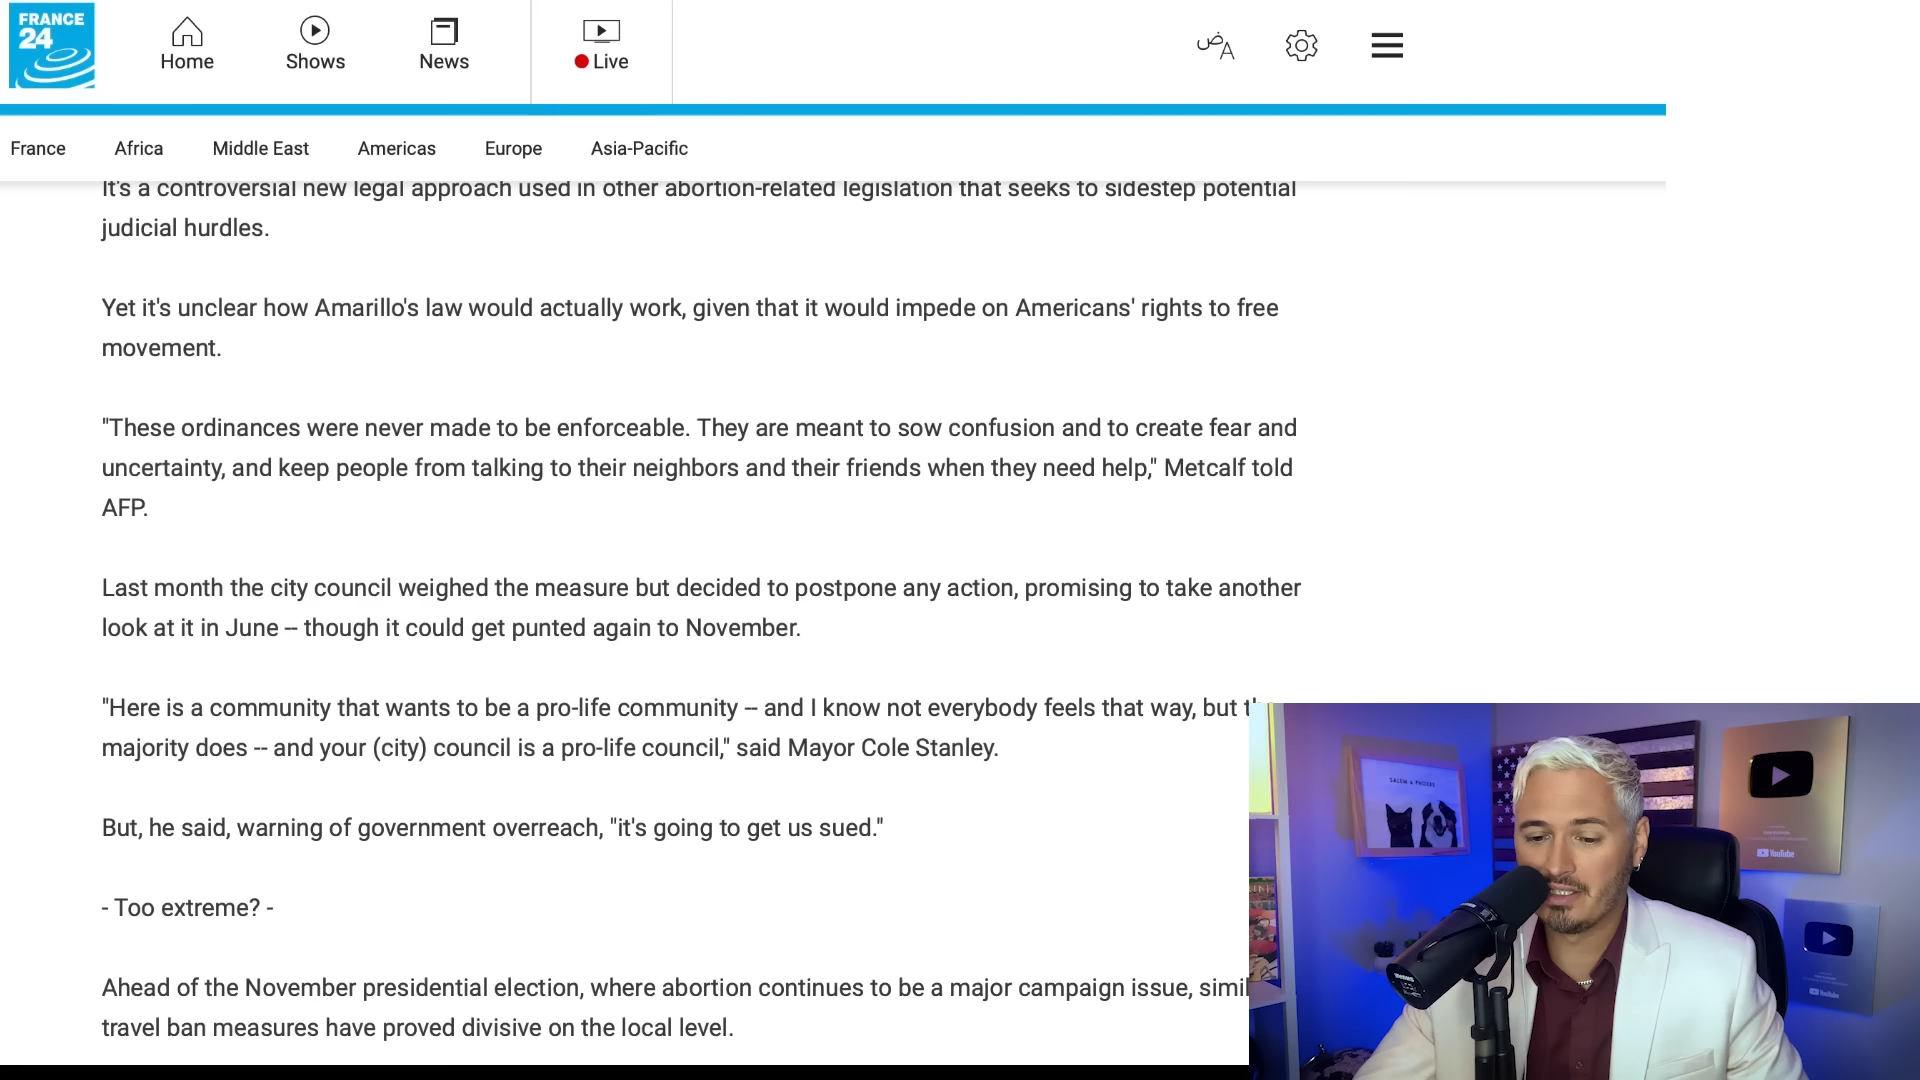 FRANCE
24
Home
Shows
News
Live
ضA
France
Africa
Middle East
Americas
Europe
Asia-Pacific
It's a controversial new legal approach used in other abortion-related legislation that seeks to sidestep potential
judicial hurdles.
Yet it's unclear how Amarillo's law would actually work, given that it would impede on Americans' rights to free
movement.
"These ordinances were never made to be enforceable. They are meant to sow confusion and to create fear and
uncertainty, and keep people from talking to their neighbors and their friends when they need help," Metcalf told
AFP.
Last month the city council weighed the measure but decided to postpone any action, promising to take another
look at it in June -- though it could get punted again to November.
"Here is a community that wants to be a pro-life community -- and I know not everybody feels that way, but
majority does -- and your (city) council is a pro-life council," said Mayor Cole Stanley.
But, he said, warning of government overreach, "it's going to get us sued."
- Too extreme? -
Ahead of the November presidential election, where abortion continues to be a major campaign issue, simil
travel ban measures have proved divisive on the local level.
SALEM & PHOEBE
YouTube
YouTube